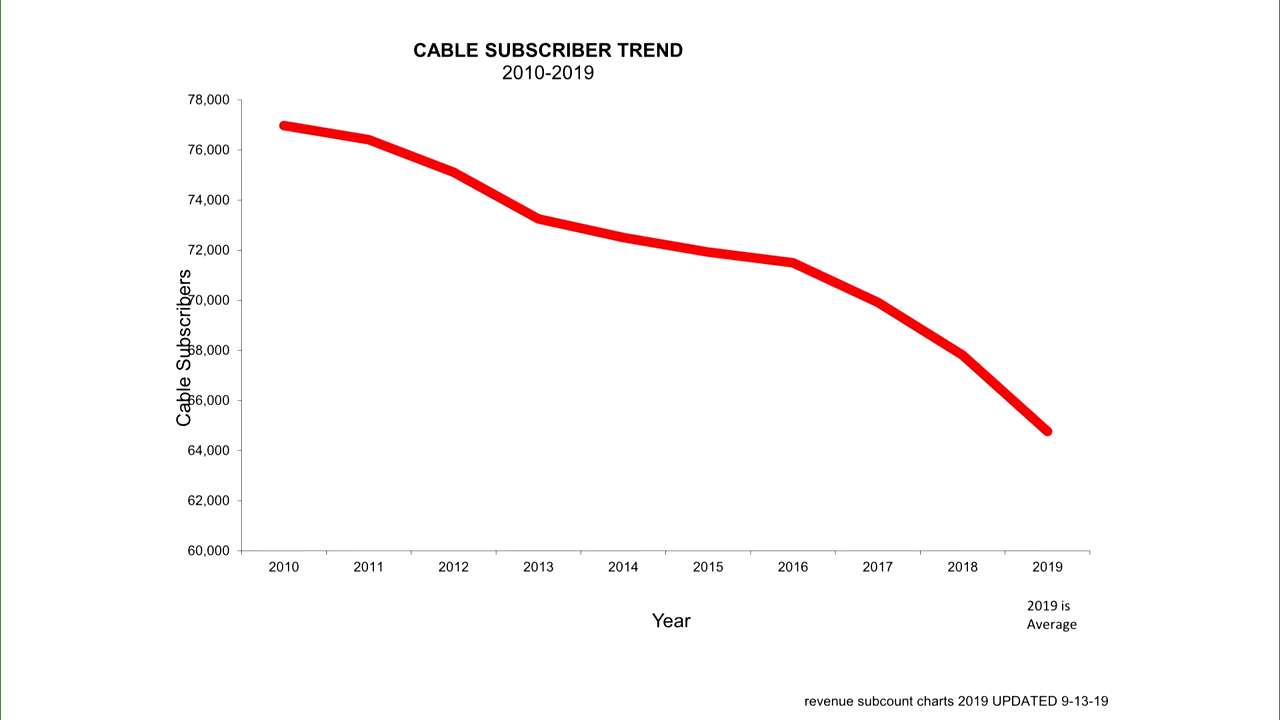 CABLE SUBSCRIBER TREND
2010-2019
78,000
76,000
74,000
72,000
70,000
68,000
66,000
64,000
62,000
60,000
Cable Subscribers
2010 2011 2012 2013 2014 2015 2016 2017 2018 2019
2019 is
Average
Year
revenue subcount charts 2019 UPDATED 9-13-19